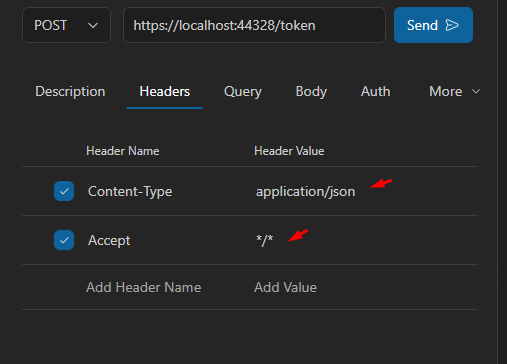 POST https://localhost:44328/token Send
Description Headers Query Body Auth More
Header Name Header Value
Content-Type application/json
Accept */*
Add Header Name Add Value